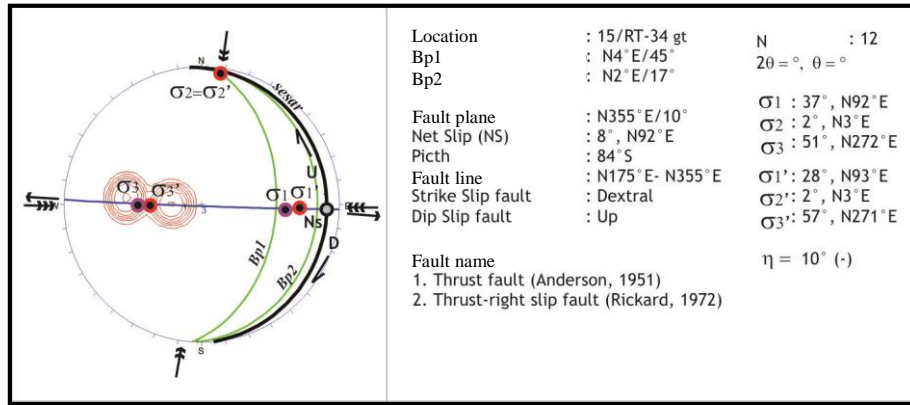 N
σ2=σ2'
sesar
U
σ3
σ3'
σ1
σ1'
Ns
E
D
Bp1
Bp2
S
Location : 15/RT-34 gt
Bp1 : N4°E/45°
Bp2 : N2°E/17°
Fault plane : N355°E/10°
Net Slip (NS) : 8°, N92°E
Picth : 84°S
Fault line : N175°E- N355°E
Strike Slip fault : Dextral
Dip Slip fault : Up
Fault name
1. Thrust fault (Anderson, 1951)
2. Thrust-right slip fault (Rickard, 1972)
N : 12
2θ = °, θ = °
σ1 : 37°, N92°E
σ2 : 2°, N3°E
σ3 : 51°, N272°E
σ1': 28°, N93°E
σ2': 2°, N3°E
σ3': 57°, N271°E
η = 10° (-)